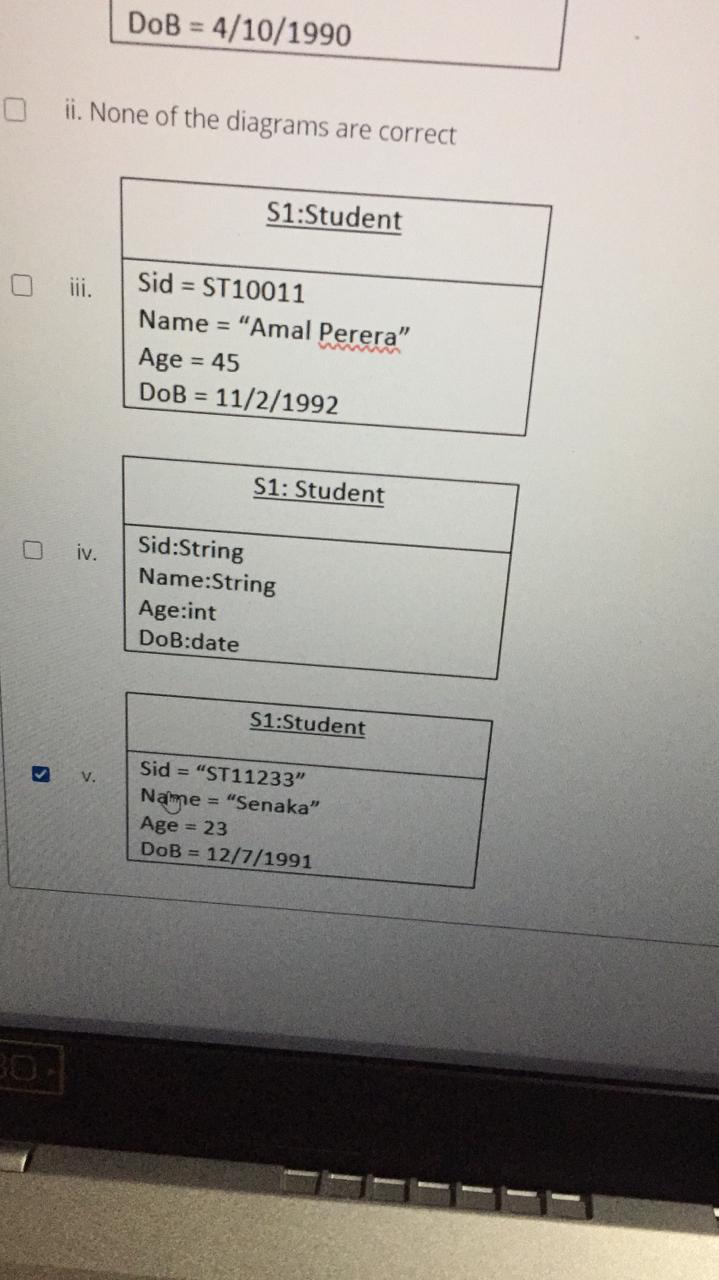 DoB = 4/10/1990
ii. None of the diagrams are correct
S1:Student
iii.
Sid = ST10011
Name = “Amal Perera”
Age = 45
DoB = 11/2/1992
S1: Student
iv.
Sid:String
Name:String
Age:int
DoB:date
S1:Student
v.
Sid = “ST11233”
Name = “Senaka”
Age = 23
DoB = 12/7/1991